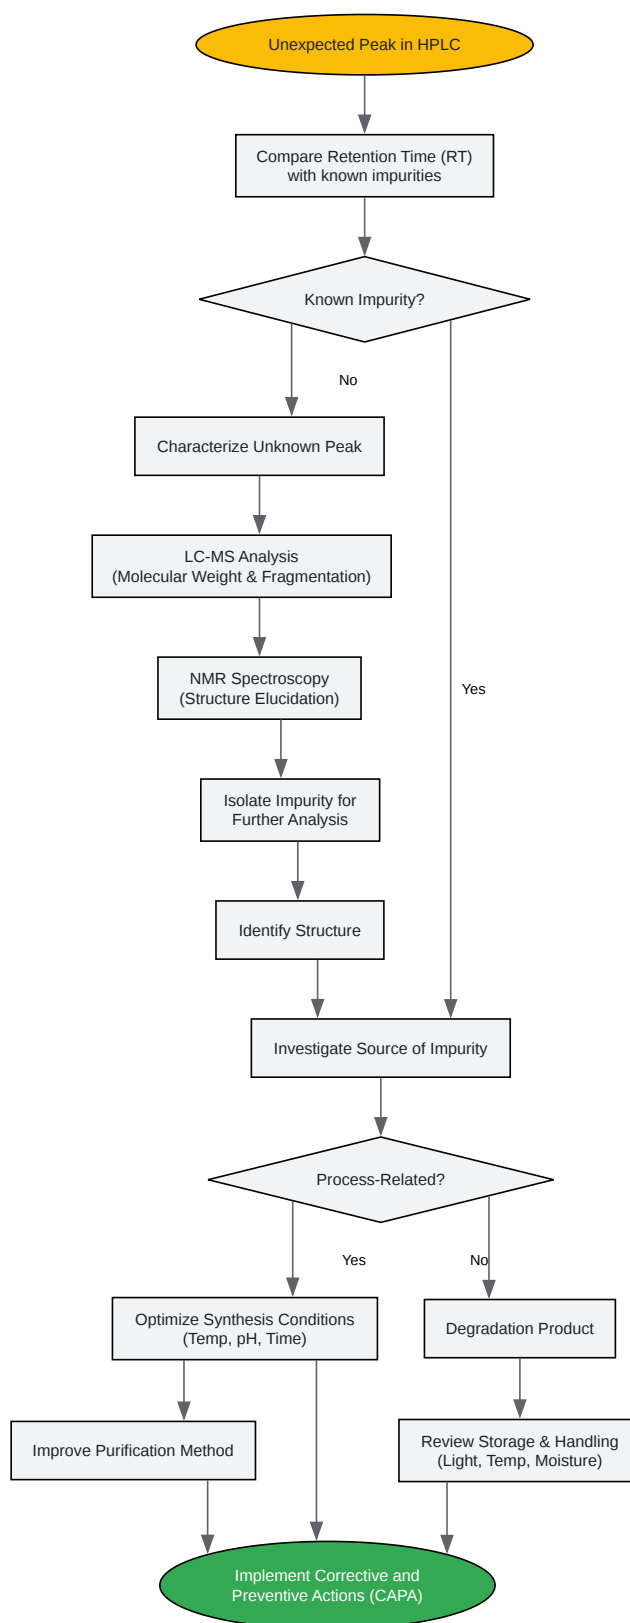 Unexpected Peak in HPLC
Compare Retention Time (RT)
with known impurities
Known Impurity?
No
Characterize Unknown Peak
LC-MS Analysis
(Molecular Weight & Fragmentation)
NMR Spectroscopy
(Structure Elucidation)
Yes
Isolate Impurity for
Further Analysis
Identify Structure
Investigate Source of Impurity
Process-Related?
Yes
No
Optimize Synthesis Conditions
(Temp, pH, Time)
Degradation Product
Improve Purification Method
Review Storage & Handling
(Light, Temp, Moisture)
Implement Corrective and
Preventive Actions (CAPA)